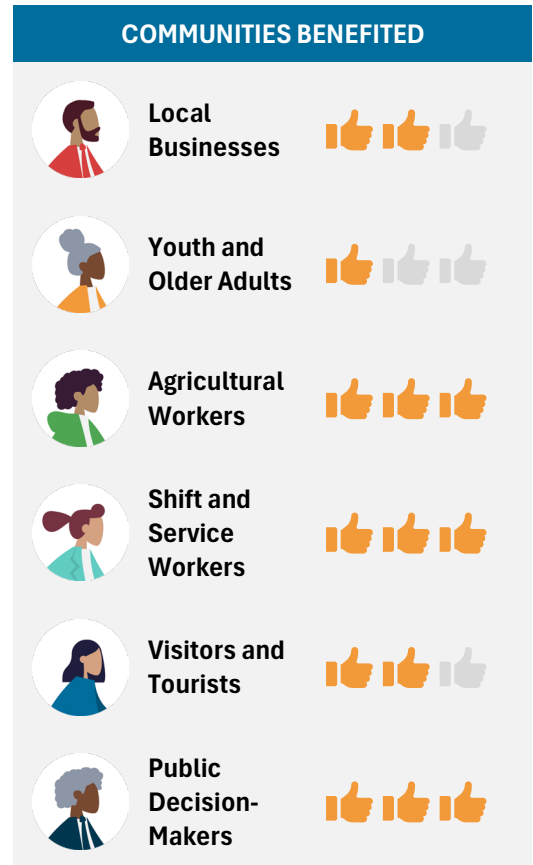 COMMUNITIES BENEFITED
Local
Businesses
Youth and
Older Adults
Agricultural
Workers
Shift and
Service
Workers
Visitors and
Tourists
Public
Decision-
Makers